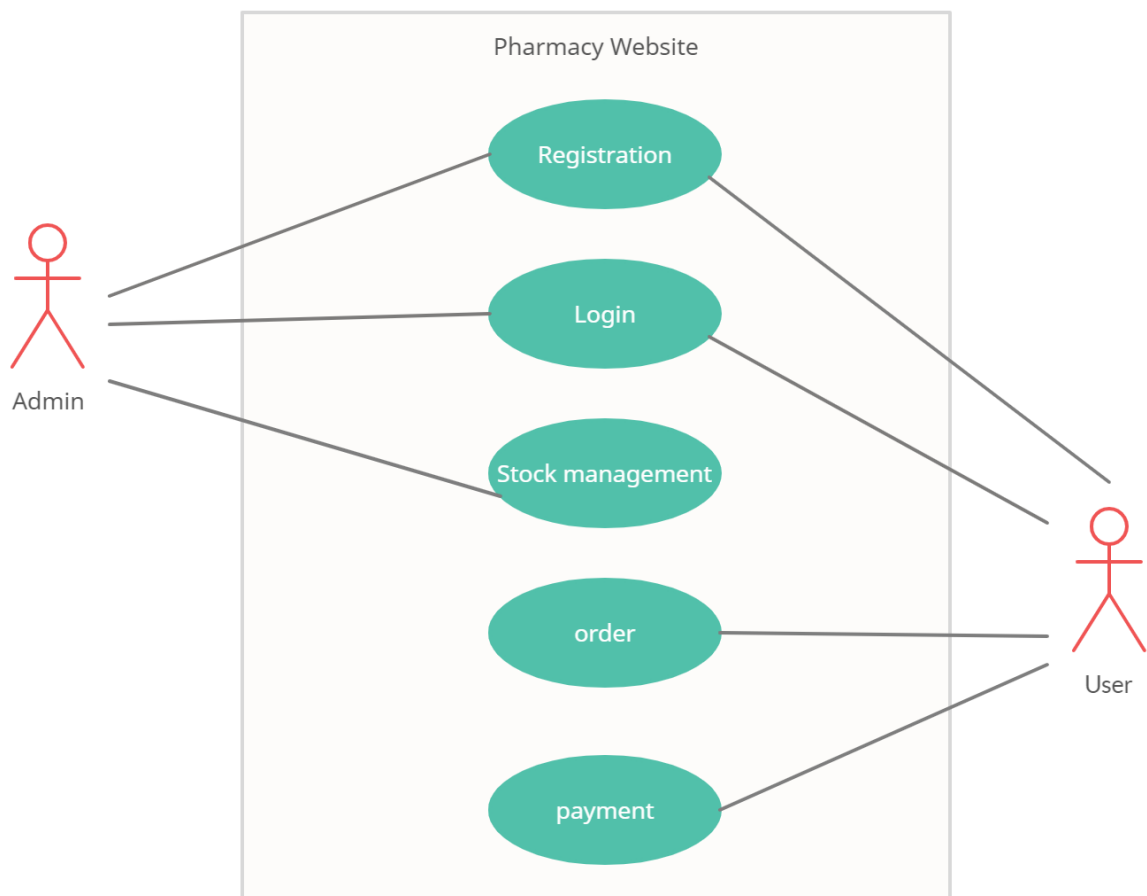 Pharmacy Website
Registration
Login
Admin
Stock management
order
User
payment